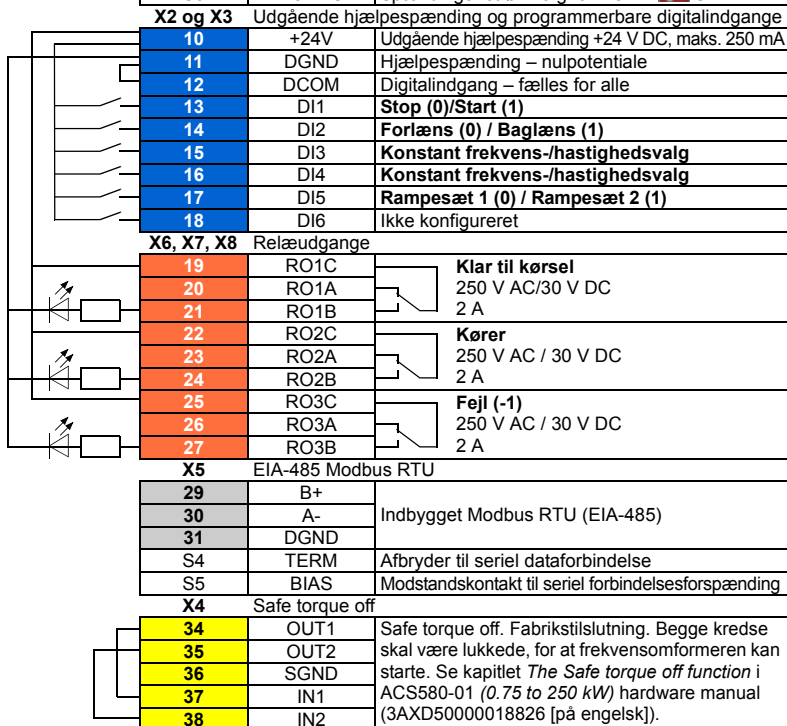 X2 og X3 Udgående hjælpespænding og programmerbare digitalindgange
10 +24V Udgående hjælpespænding +24 V DC, maks. 250 mA
11 DGND Hjælpespænding – nulpotentiale
12 DCOM Digitalindgang – fælles for alle
13 DI1 Stop (0)/Start (1)
14 DI2 Forlæns (0) / Baglæns (1)
15 DI3 Konstant frekvens-/hastighedsvalg
16 DI4 Konstant frekvens-/hastighedsvalg
17 DI5 Rampesæt 1 (0) / Rampesæt 2 (1)
18 DI6 Ikke konfigureret
X6, X7, X8 Relæudgange
19 RO1C Klar til kørsel
20 RO1A 250 V AC/30 V DC
21 RO1B 2 A
22 RO2C Kører
23 RO2A 250 V AC / 30 V DC
24 RO2B 2 A
25 RO3C Fejl (-1)
26 RO3A 250 V AC / 30 V DC
27 RO3B 2 A
X5 EIA-485 Modbus RTU
29 B+
30 A- Indbygget Modbus RTU (EIA-485)
31 DGND
S4 TERM Afbryder til seriel dataforbindelse
S5 BIAS Modstandskontakt til seriel forbindelsesforspænding
X4 Safe torque off
34 OUT1 Safe torque off. Fabrikstilslutning. Begge kredse
35 OUT2 skal være lukkede, for at frekvensomformeren kan
36 SGND starte. Se kapitlet The Safe torque off function i
37 IN1 ACS580-01 (0.75 to 250 kW) hardware manual
38 IN2 (3AXD50000018826 [på engelsk]).